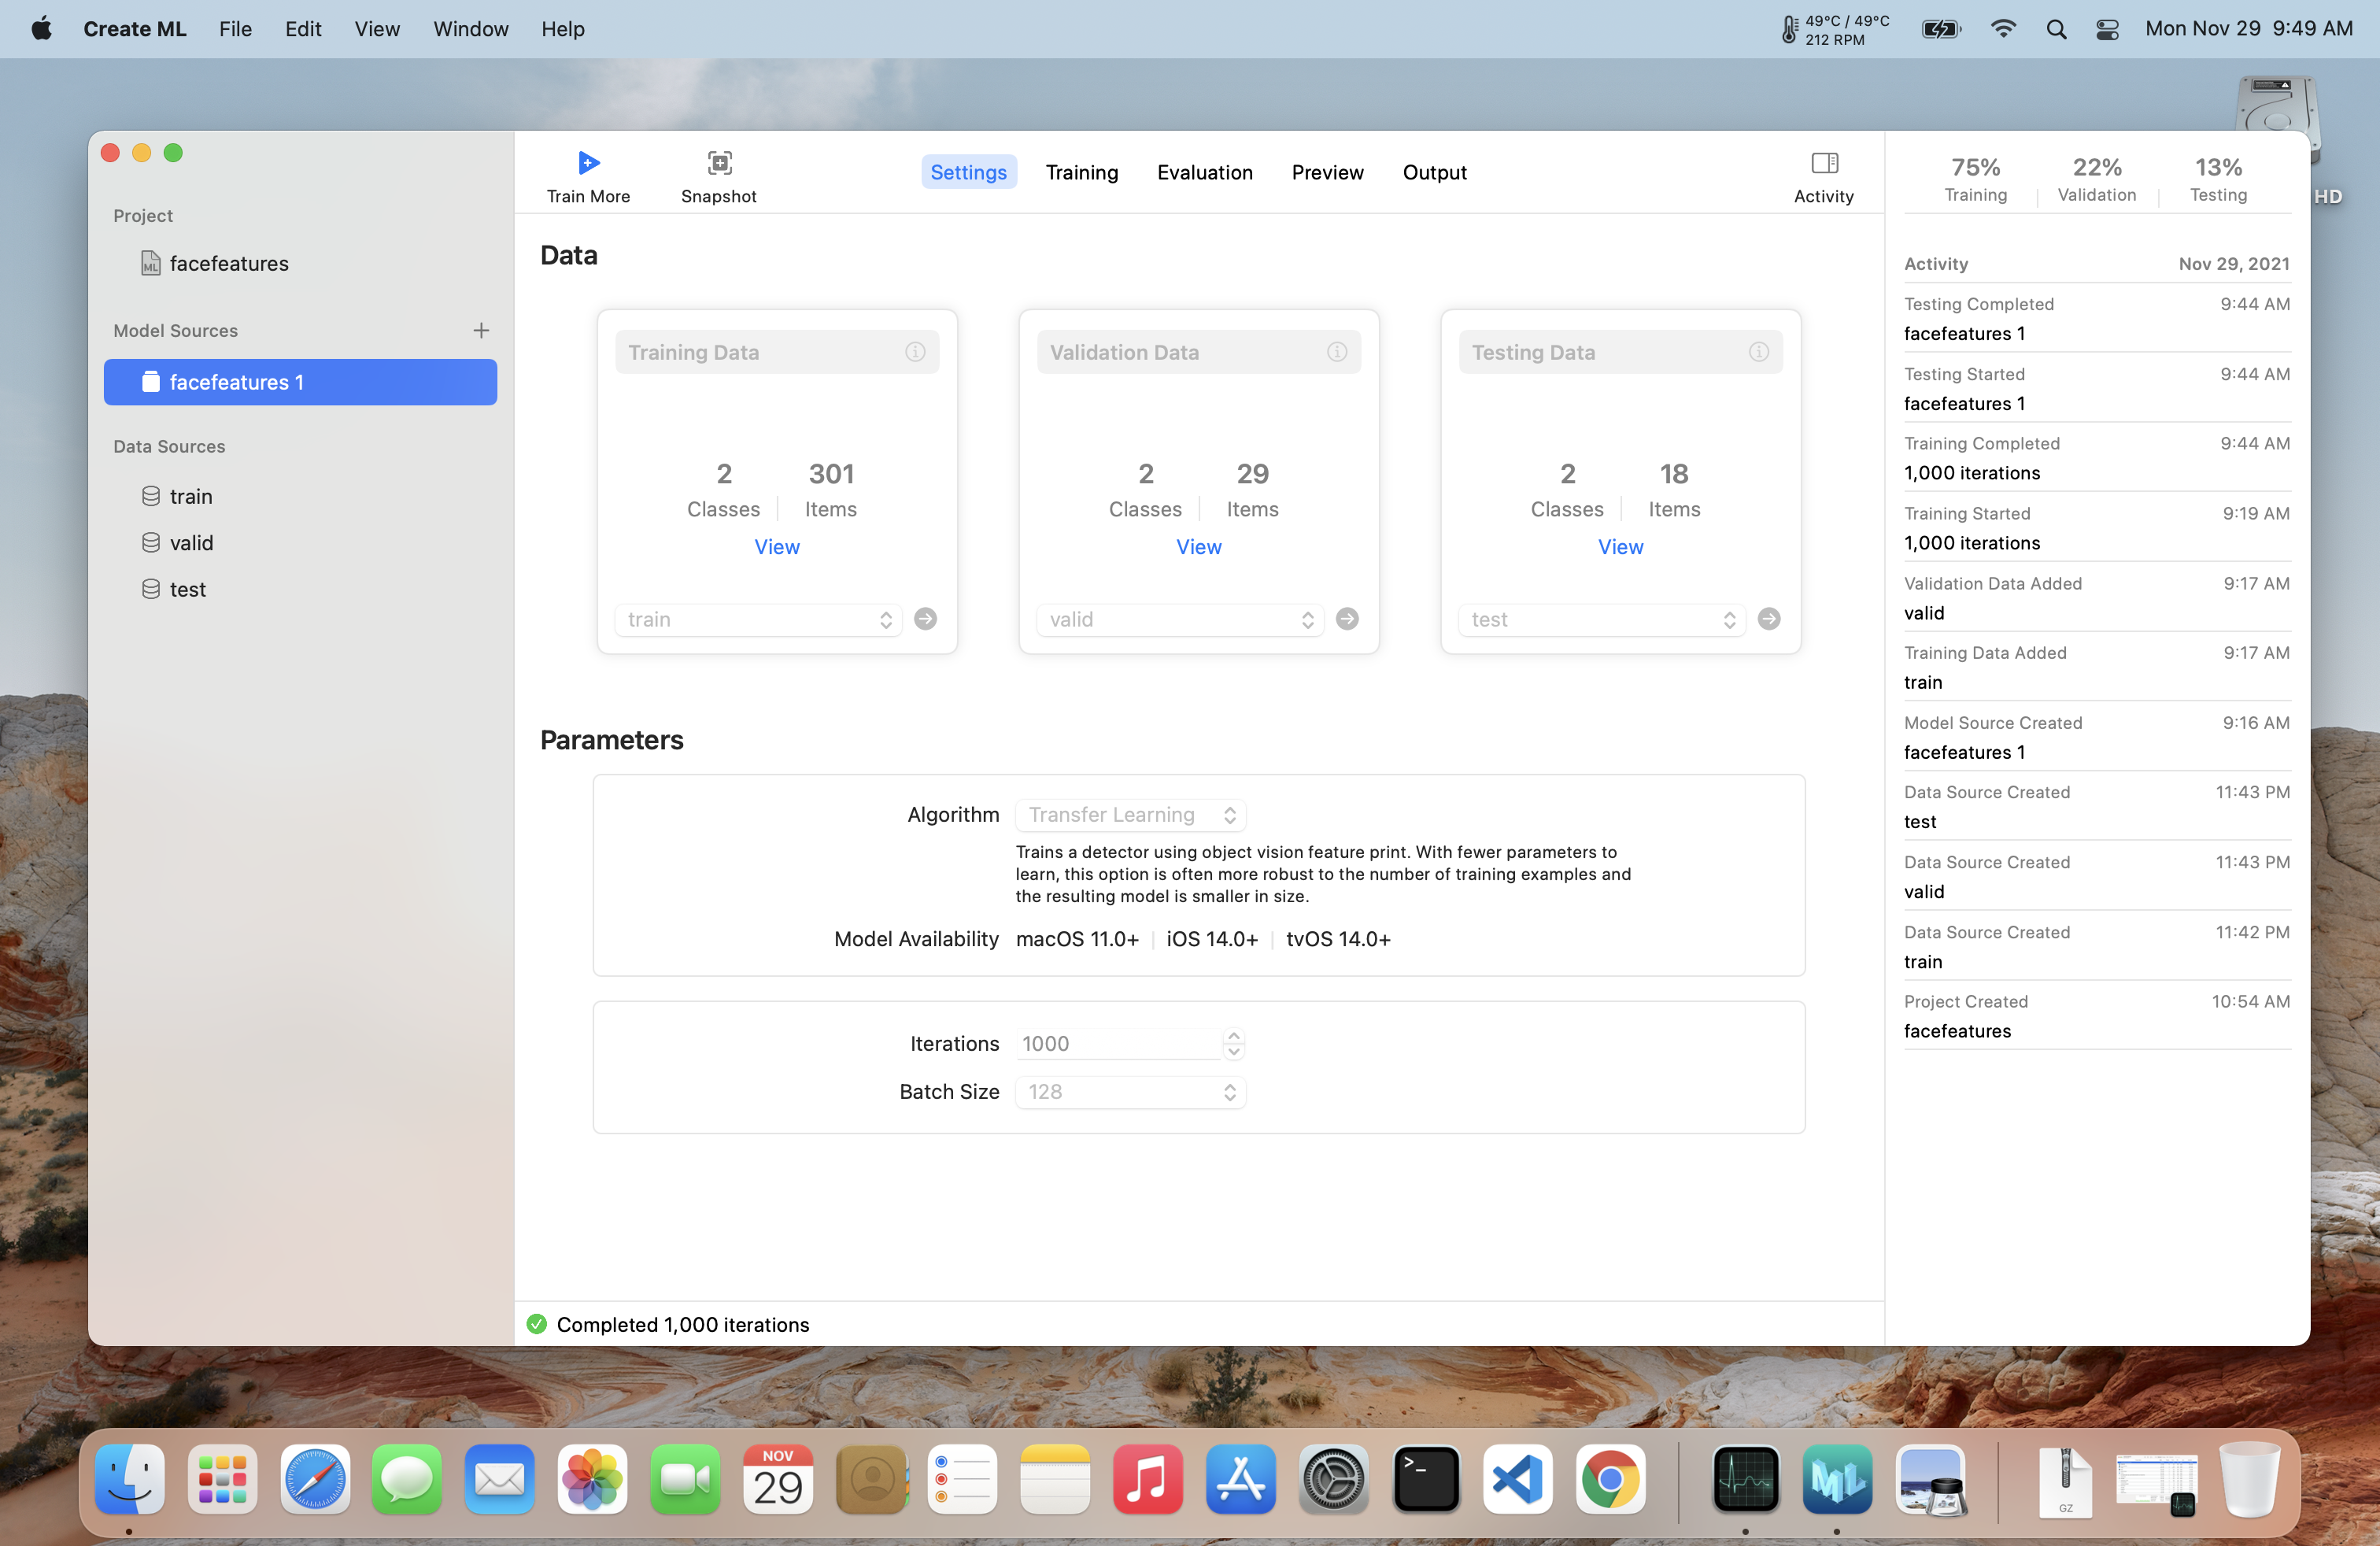 Create ML File Edit View Window Help
49°C / 49°C
212 RPM
Mon Nov 29 9:49 AM
HD
Project
facefeatures
Model Sources
facefeatures 1
Data Sources
train
valid
test
Train More
Snapshot
Settings Training Evaluation Preview Output
Activity
Data
Training Data
2 301
Classes Items
View
train
Validation Data
2 29
Classes Items
View
valid
Testing Data
2 18
Classes Items
View
test
Parameters
Algorithm Transfer Learning
Trains a detector using object vision feature print. With fewer parameters to
learn, this option is often more robust to the number of training examples and
the resulting model is smaller in size.
Model Availability macOS 11.0+ iOS 14.0+ tvOS 14.0+
Iterations 1000
Batch Size 128
Completed 1,000 iterations
75% 22% 13%
Training Validation Testing
Activity Nov 29, 2021
Testing Completed 9:44 AM
facefeatures 1
Testing Started 9:44 AM
facefeatures 1
Training Completed 9:44 AM
1,000 iterations
Training Started 9:19 AM
1,000 iterations
Validation Data Added 9:17 AM
valid
Training Data Added 9:17 AM
train
Model Source Created 9:16 AM
facefeatures 1
Data Source Created 11:43 PM
test
Data Source Created 11:43 PM
valid
Data Source Created 11:42 PM
train
Project Created 10:54 AM
facefeatures
NOV
29
ML
GZ